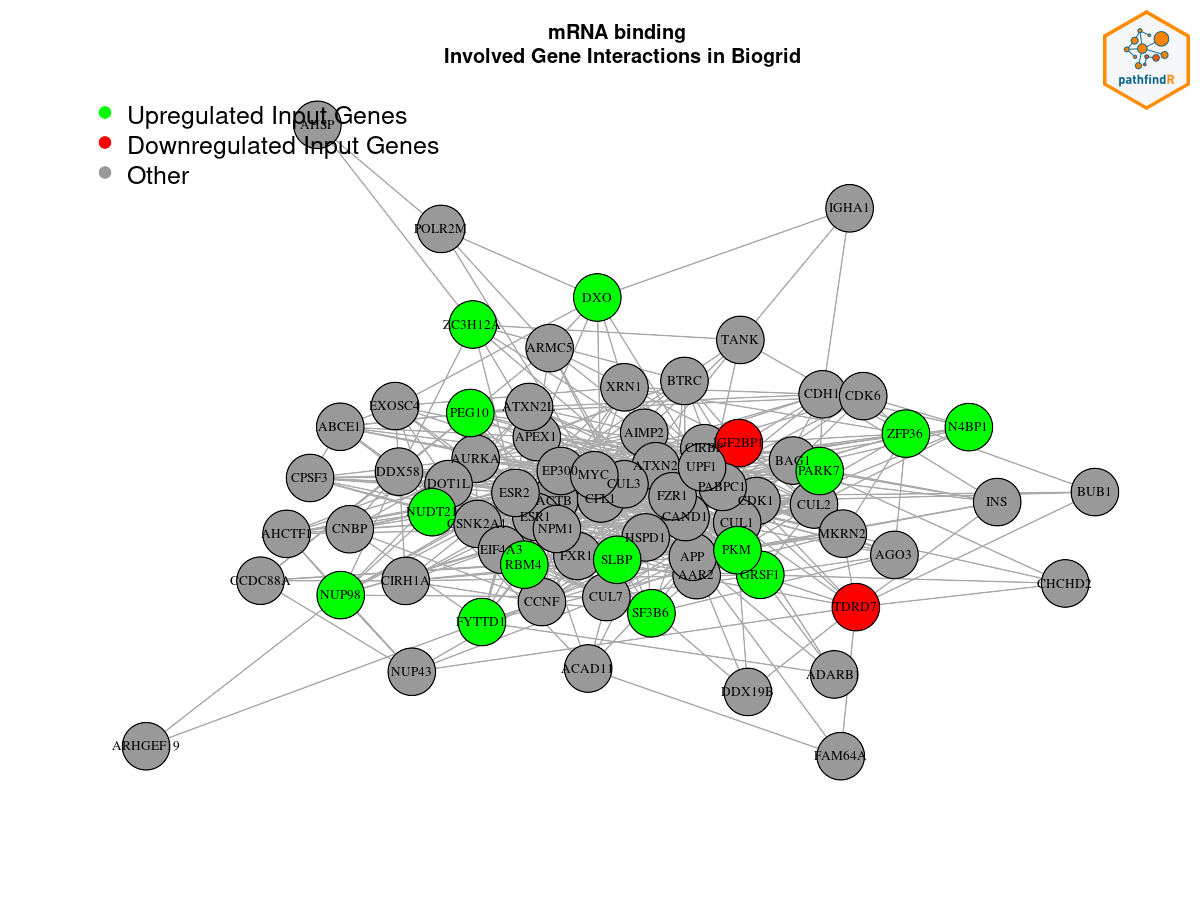 mRNA binding
Involved Gene Interactions in Biogrid
pathfindR
Upregulated Input Genes
AHSP
Downregulated Input Genes
Other
POLR2M
IGHA1
DXO
ZC3H12A
ARMC5
TANK
XRN1
BTRC
CDH1
CDK6
EXOSC4
PEG10
ATXN2L
ABCE1
APEX1
AIMP2
CIRBP
IGF2BP1
ZFP36
N4BP1
AURKA
CPSF3
DDX58
DOT1L
EP300
MYC
CUL3
ATXN2
UPF1
BAG1
PARK7
ESR2
ACTB
CFL1
FZR1
PABPC1
CDK1
CUL2
INS
BUB1
NUDT21
CSNK2A1
ESR1
NPM1
CAND1
CUL1
AHCTF1
CNBP
HSPD1
MKRN2
EIF4A3
RBM4
FXR1
SLBP
APP
AAR2
PKM
GRSF1
AGO3
CCDC88A
CIRH1A
CHCHD2
NUP98
CCNF
CUL7
SF3B6
TDRD7
FYTTD1
NUP43
ACAD11
DDX19B
ADARB1
ARHGEF19
FAM64A